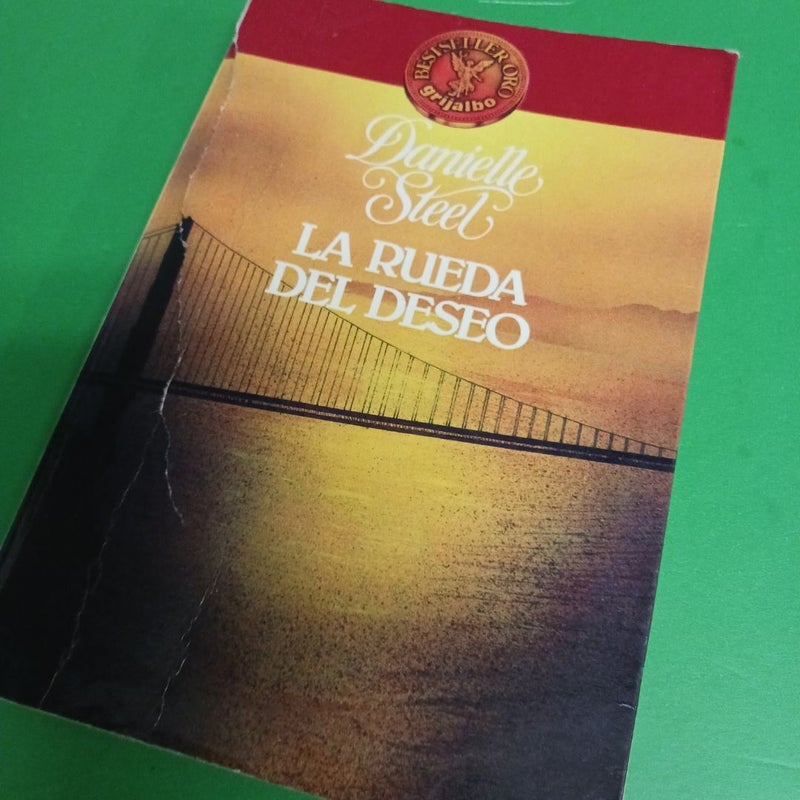 BESTSELLER ORO
grijalbo
Danielle
Steel
LA RUEDA
DEL DESEO